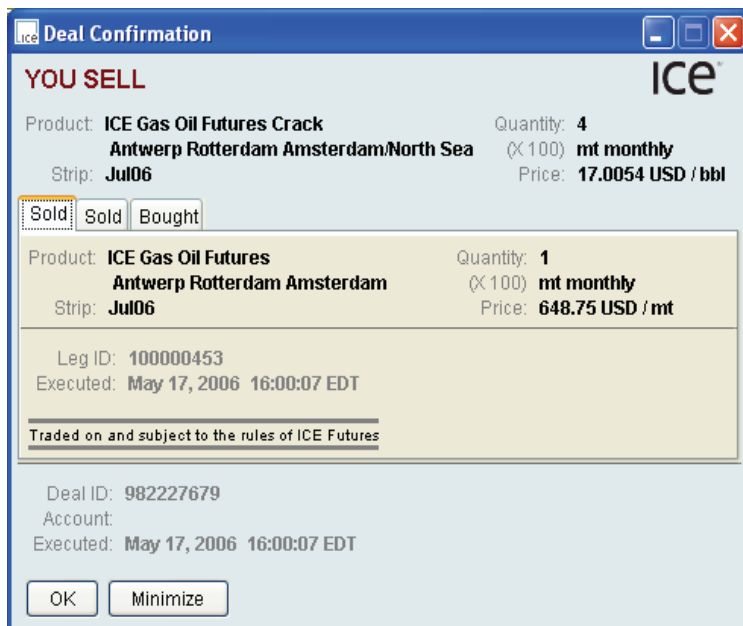 ice Deal Confirmation
YOU SELL
ice
Product: ICE Gas Oil Futures Crack Quantity: 4
Antwerp Rotterdam Amsterdam/North Sea (X 100) mt monthly
Strip: Jul06 Price: 17.0054 USD / bbl
Sold Sold Bought
Product: ICE Gas Oil Futures Quantity: 1
Antwerp Rotterdam Amsterdam (X 100) mt monthly
Strip: Jul06 Price: 648.75 USD / mt
Leg ID: 100000453
Executed: May 17, 2006 16:00:07 EDT
Traded on and subject to the rules of ICE Futures
Deal ID: 982227679
Account:
Executed: May 17, 2006 16:00:07 EDT
OK Minimize